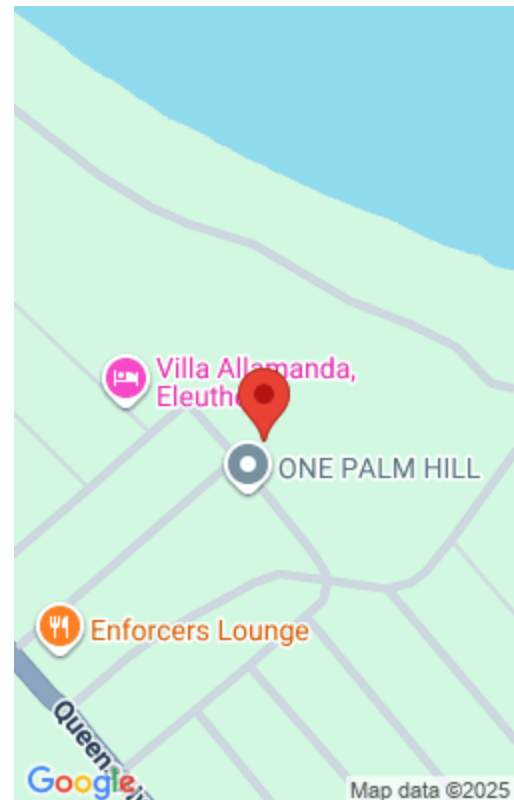 Villa Allamanda,
ONE PALM HILL
Enforcers Lounge
Google
Map data ©2025